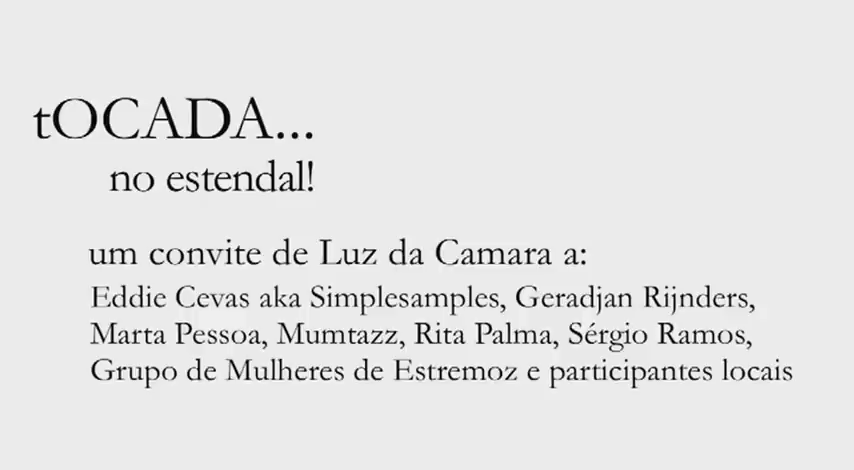 tOCADA...
no estendal!
um convite de Luz da Camara a:
Eddie Cevas aka Simplesamples, Geradjan Rijnders,
Marta Pessoa, Mumtazz, Rita Palma, Sérgio Ramos,
Grupo de Mulheres de Estremoz e participantes locais